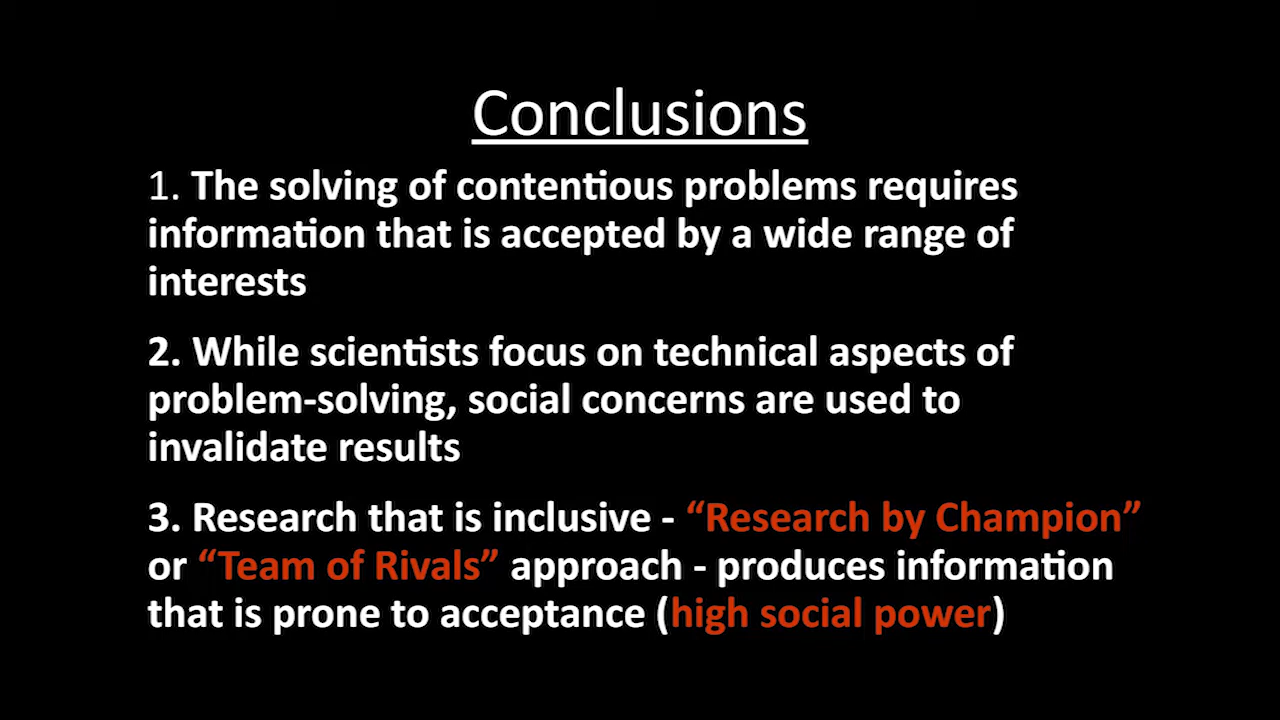 Conclusions
1. The solving of contentious problems requires
information that is accepted by a wide range of
interests
2. While scientists focus on technical aspects of
problem-solving, social concerns are used to
invalidate results
3. Research that is inclusive - “Research by Champion”
or “Team of Rivals” approach - produces information
that is prone to acceptance (high social power)